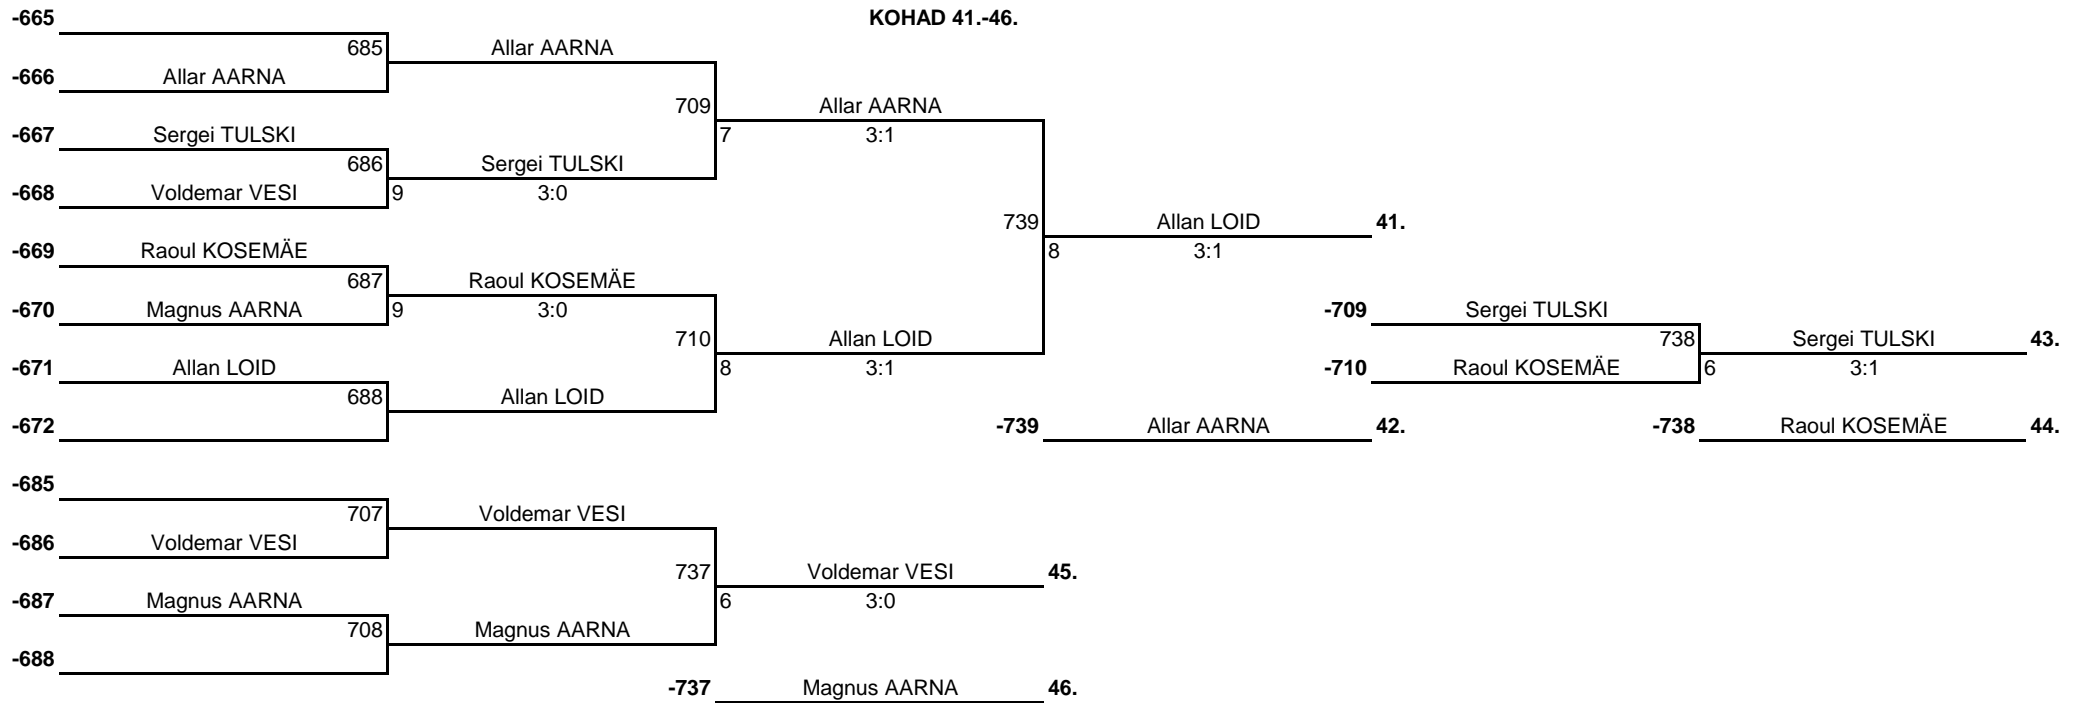 -665 KOHAD 41.-46.
685 Allar AARNA
-666 Allar AARNA
709 Allar AARNA
-667 Sergei TULSKI 7 3:1
686 Sergei TULSKI
-668 Voldemar VESI 9 3:0
739 Allan LOID 41.
-669 Raoul KOSEMÄE 8 3:1
687 Raoul KOSEMÄE
-670 Magnus AARNA 9 3:0 -709 Sergei TULSKI
710 Allan LOID 738 Sergei TULSKI 43.
-671 Allan LOID 8 3:1 -710 Raoul KOSEMÄE 6 3:1
688 Allan LOID
-672 -739 Allar AARNA 42. -738 Raoul KOSEMÄE 44.
-685
707 Voldemar VESI
-686 Voldemar VESI
737 Voldemar VESI 45.
-687 Magnus AARNA 6 3:0
708 Magnus AARNA
-688
-737 Magnus AARNA 46.